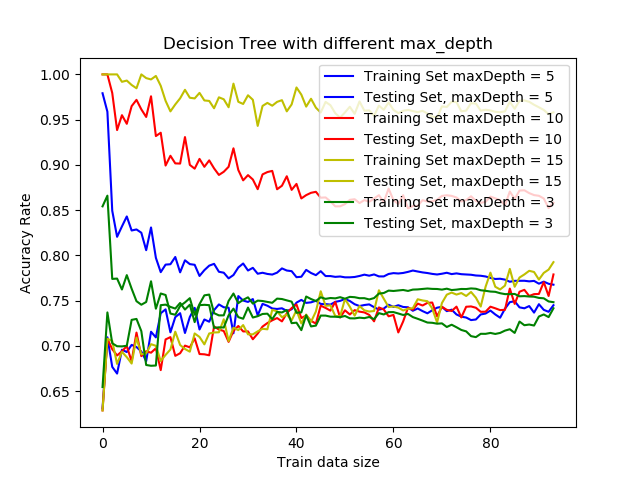 Decision Tree with different max_depth
Training Set maxDepth = 5
Testing Set, maxDepth = 5
Training Set maxDepth = 10
Testing Set, maxDepth = 10
Training Set maxDepth = 15
Testing Set, maxDepth = 15
Training Set maxDepth = 3
Testing Set, maxDepth = 3
Accuracy Rate
1.00
0.95
0.90
0.85
0.80
0.75
0.70
0.65
0 20 40 60 80
Train data size